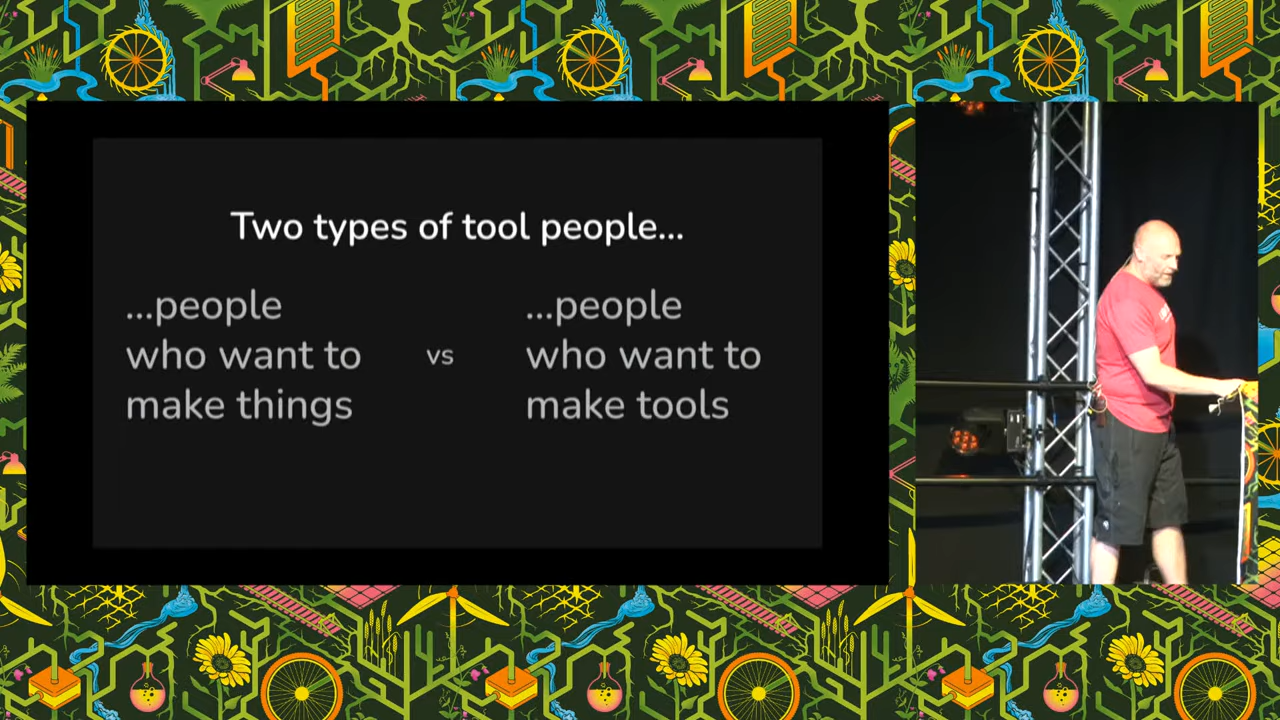 Two types of tool people...
...people
who want to
make things
vs
...people
who want to
make tools